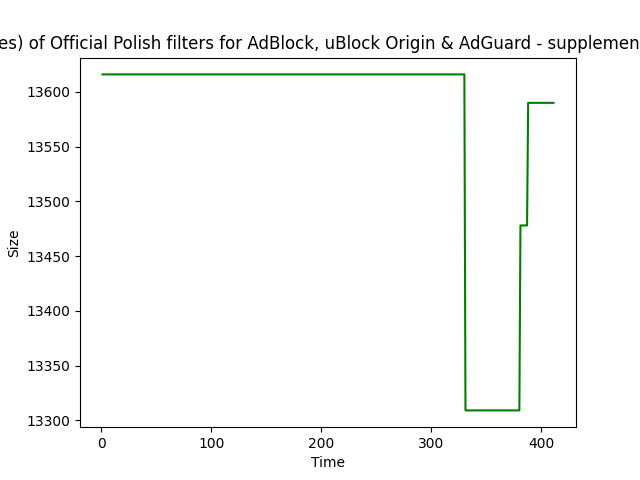 es) of Official Polish filters for AdBlock, uBlock Origin & AdGuard - supplemen
13600
13550
13500
13450
13400
13350
13300
Size
0 100 200 300 400
Time